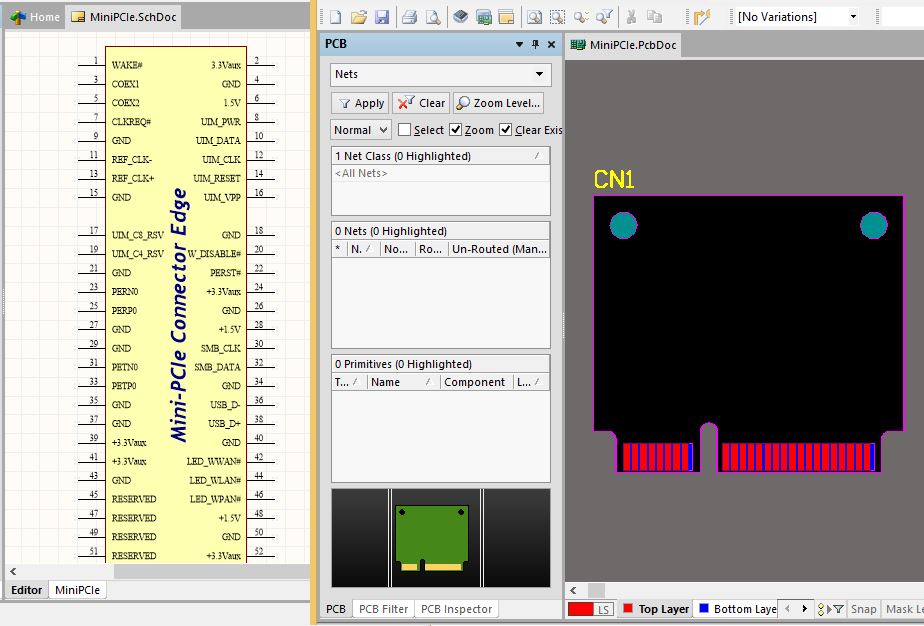 Home MiniPCIe.SchDoc
[No Variations]
PCB
MiniPCIe.PcbDoc
Nets
Apply Clear Zoom Level...
Normal Select Zoom Clear Exis
1 Net Class (0 Highlighted)
<All Nets>
0 Nets (0 Highlighted)
* N. No... Ro... Un-Routed (Man...
0 Primitives (0 Highlighted)
T... Name Component L...
CN1
Mini-PCIe Connector Edge
1 WAKE# 3.3Vaux 2
3 COEX1 GND 4
5 COEX2 1.5V 6
7 CLKREQ# UIM_PWR 8
9 GND UIM_DATA 10
11 REF_CLK- UIM_CLK 12
13 REF_CLK+ UIM_RESET 14
15 GND UIM_VPP 16
17 UIM_C8_RSV GND 18
19 UIM_C4_RSV W_DISABLE# 20
21 GND PERST# 22
23 PERN0 +3.3Vaux 24
25 PERP0 GND 26
27 GND +1.5V 28
29 GND SMB_CLK 30
31 PETN0 SMB_DATA 32
33 PETP0 GND 34
35 GND USB_D- 36
37 GND USB_D+ 38
39 +3.3Vaux GND 40
41 +3.3Vaux LED_WWAN# 42
43 GND LED_WLAN# 44
45 RESERVED LED_WPAN# 46
47 RESERVED +1.5V 48
49 RESERVED GND 50
51 RESERVED +3.3Vaux 52
Editor MiniPCIe
PCB PCB Filter PCB Inspector
LS Top Layer Bottom Laye Snap Mask Le